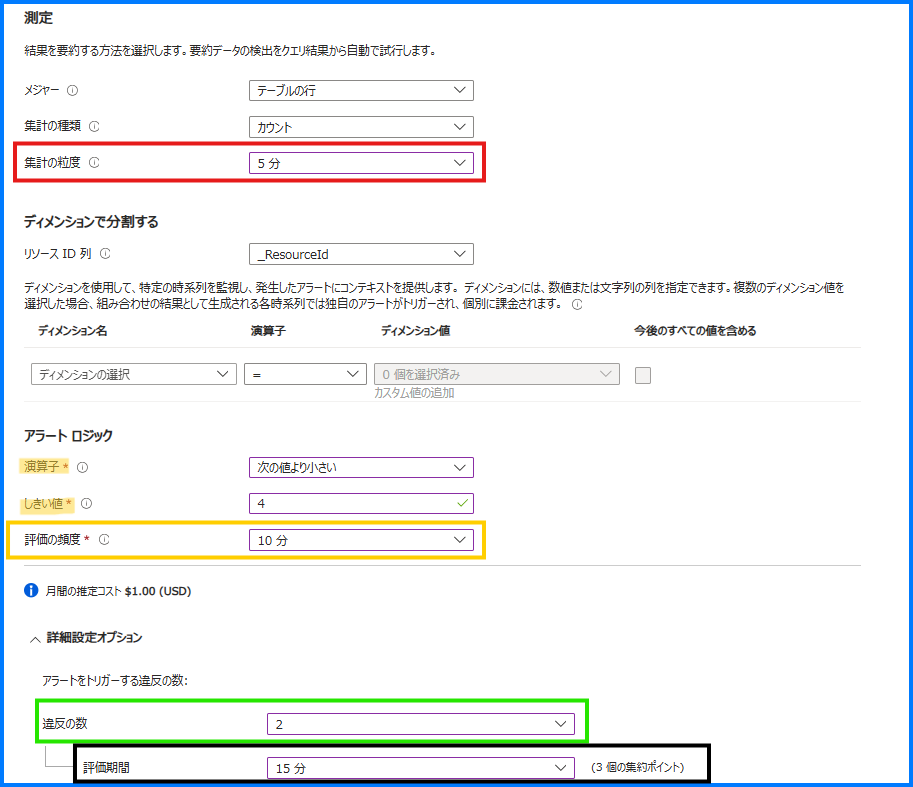 測定
結果を要約する方法を選択します。要約データの検出をクエリ結果から自動で試行します。
メジャー
テーブルの行
集計の種類
カウント
集計の粒度
5 分
ディメンションで分割する
リソース ID 列
_ResourceId
ディメンションを使用して、特定の時系列を監視し、発生したアラートにコンテキストを提供します。 ディメンションには、数値または文字列の列を指定できます。複数のディメンション値を
選択した場合、組み合わせの結果として生成される各時系列では独自のアラートがトリガーされ、個別に課金されます。
ディメンション名 演算子 ディメンション値 今後のすべての値を含める
ディメンションの選択 = 0 個を選択済み
カスタム値の追加
アラート ロジック
演算子 *
次の値より小さい
しきい値 *
4
評価の頻度 *
10 分
月間の推定コスト $1.00 (USD)
詳細設定オプション
アラートをトリガーする違反の数:
違反の数
2
評価期間
15 分
(3 個の集約ポイント)